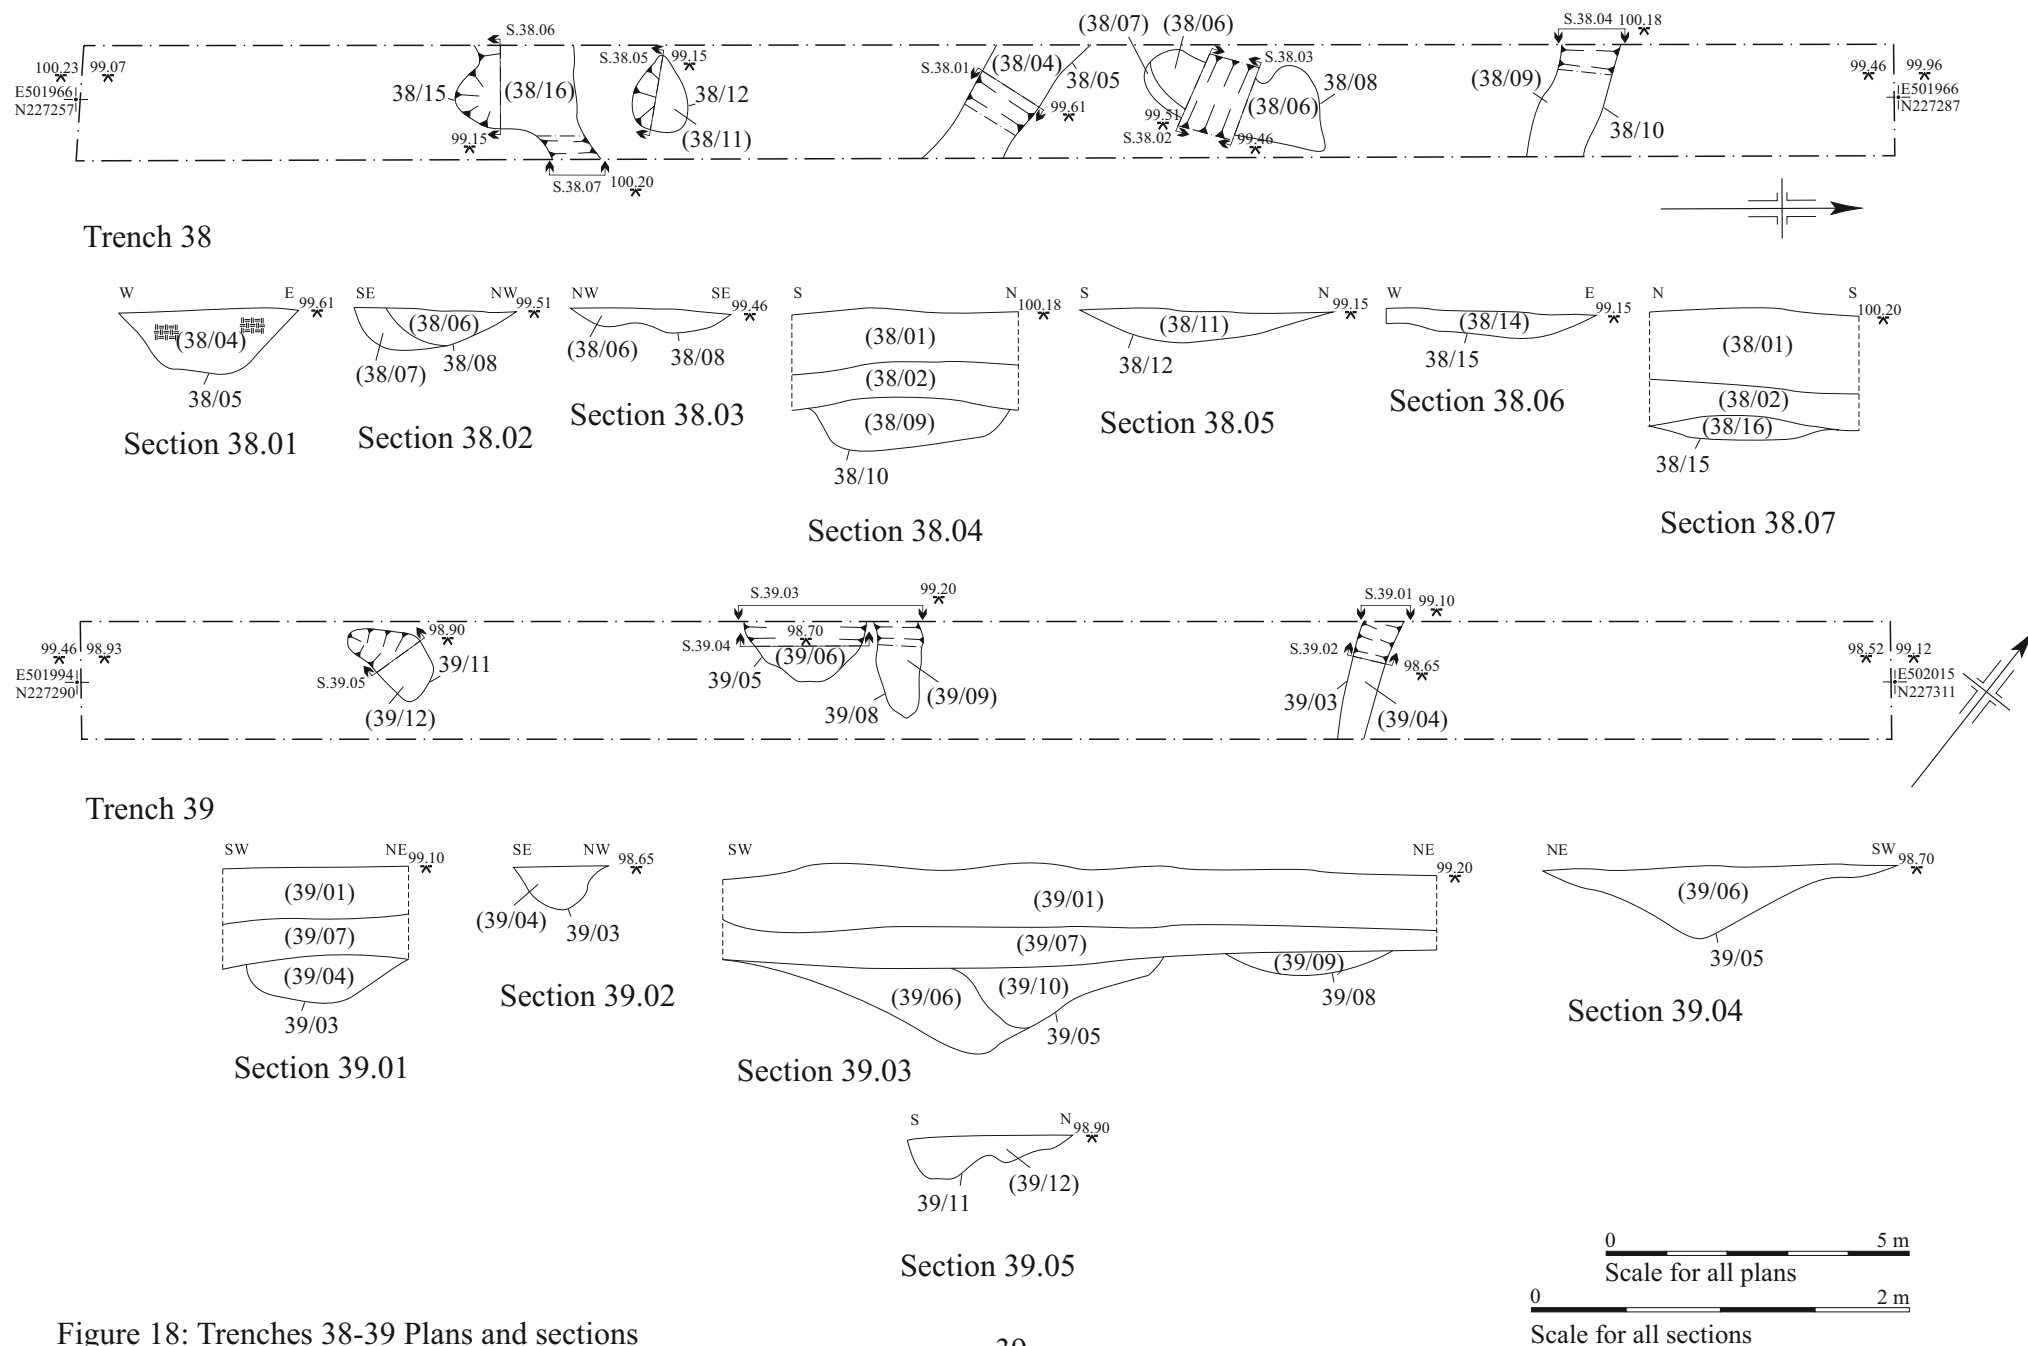 (38/07) (38/06)
S.38.04 100.18
S.38.06
S.38.05 99.15
S.38.01 (38/04)
38/05
S.38.03
100.23 99.07
E501966
N227257
38/15 (38/16)
38/12
(38/11)
99.15
S.38.07 100.20
99.61
99.51
S.38.02
99.46
(38/06)
38/08
(38/09)
38/10
99.46 99.96
E501966
N227287
Trench 38
W E 99.61
(38/04)
38/05
Section 38.01
SE NW 99.51
(38/06)
(38/07) 38/08
Section 38.02
NW SE 99.46
(38/06) 38/08
Section 38.03
S N 100.18
(38/01)
(38/02)
(38/09)
38/10
Section 38.04
S N 99.15
(38/11)
38/12
Section 38.05
W E 99.15
(38/14)
38/15
Section 38.06
N S 100.20
(38/01)
(38/02)
(38/16)
38/15
Section 38.07
S.39.03 99.20
S.39.01 99.10
99.46 98.93
E501994
N227290
98.90
39/11
S.39.05
(39/12)
S.39.04 98.70
39/05 (39/06)
39/08 (39/09)
S.39.02 98.65
39/03 (39/04)
98.52 99.12
E502015
N227311
Trench 39
SW NE 99.10
(39/01)
(39/07)
(39/04)
39/03
Section 39.01
SE NW 98.65
(39/04) 39/03
Section 39.02
SW NE 99.20
(39/01)
(39/07)
(39/06) (39/10) (39/09)
39/05 39/08
Section 39.03
NE SW 98.70
(39/06)
39/05
Section 39.04
S N 98.90
39/11 (39/12)
Section 39.05
0 5 m
Scale for all plans
0 2 m
Scale for all sections
Figure 18: Trenches 38-39 Plans and sections